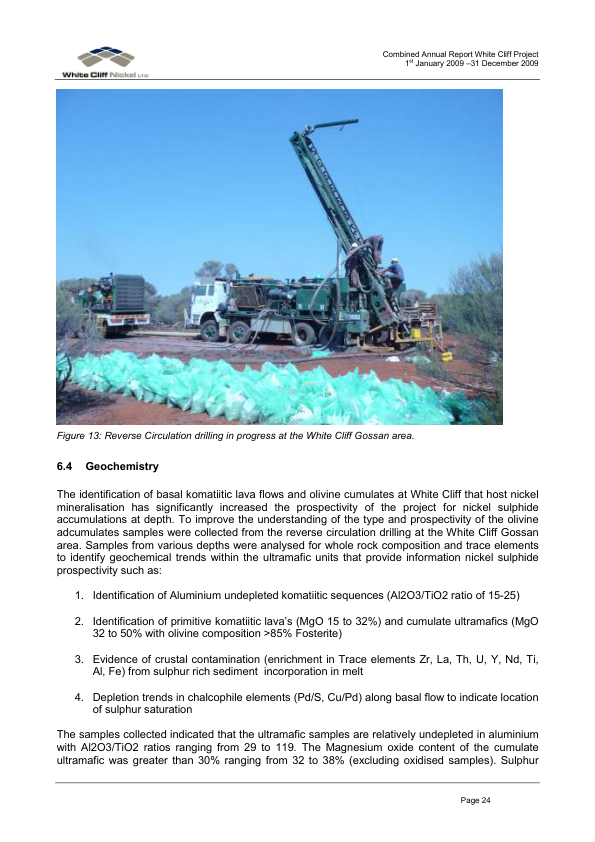 White Cliff Nickel LTD
Combined Annual Report White Cliff Project
1st January 2009 –31 December 2009
Figure 13: Reverse Circulation drilling in progress at the White Cliff Gossan area.
6.4 Geochemistry
The identification of basal komatiitic lava flows and olivine cumulates at White Cliff that host nickel
mineralisation has significantly increased the prospectivity of the project for nickel sulphide
accumulations at depth. To improve the understanding of the type and prospectivity of the olivine
adcumulates samples were collected from the reverse circulation drilling at the White Cliff Gossan
area. Samples from various depths were analysed for whole rock composition and trace elements
to identify geochemical trends within the ultramafic units that provide information nickel sulphide
prospectivity such as:
1. Identification of Aluminium undepleted komatiitic sequences (Al2O3/TiO2 ratio of 15-25)
2. Identification of primitive komatiitic lava's (MgO 15 to 32%) and cumulate ultramafics (MgO
32 to 50% with olivine composition >85% Fosterite)
3. Evidence of crustal contamination (enrichment in Trace elements Zr, La, Th, U, Y, Nd, Ti,
Al, Fe) from sulphur rich sediment incorporation in melt
4. Depletion trends in chalcophile elements (Pd/S, Cu/Pd) along basal flow to indicate location
of sulphur saturation
The samples collected indicated that the ultramafic samples are relatively undepleted in aluminium
with Al2O3/TiO2 ratios ranging from 29 to 119. The Magnesium oxide content of the cumulate
ultramafic was greater than 30% ranging from 32 to 38% (excluding oxidised samples). Sulphur
Page 24